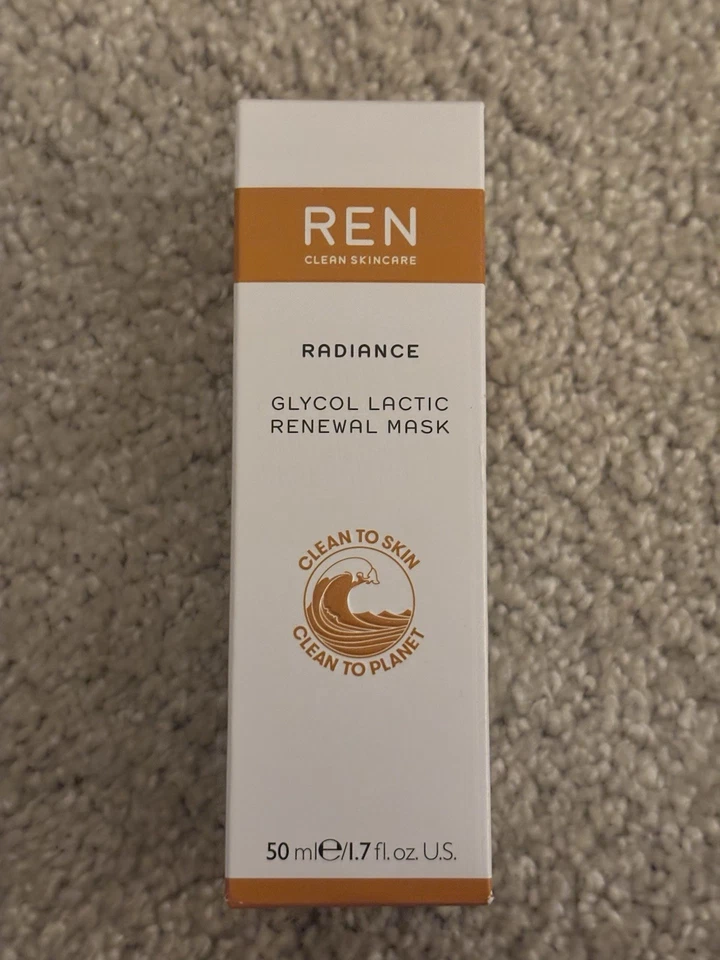 REN
CLEAN SKINCARE
RADIANCE
GLYCOL LACTIC
RENEWAL MASK
CLEAN TO SKIN
CLEAN TO PLANET
50 ml℮/1.7 fl. oz. U.S.